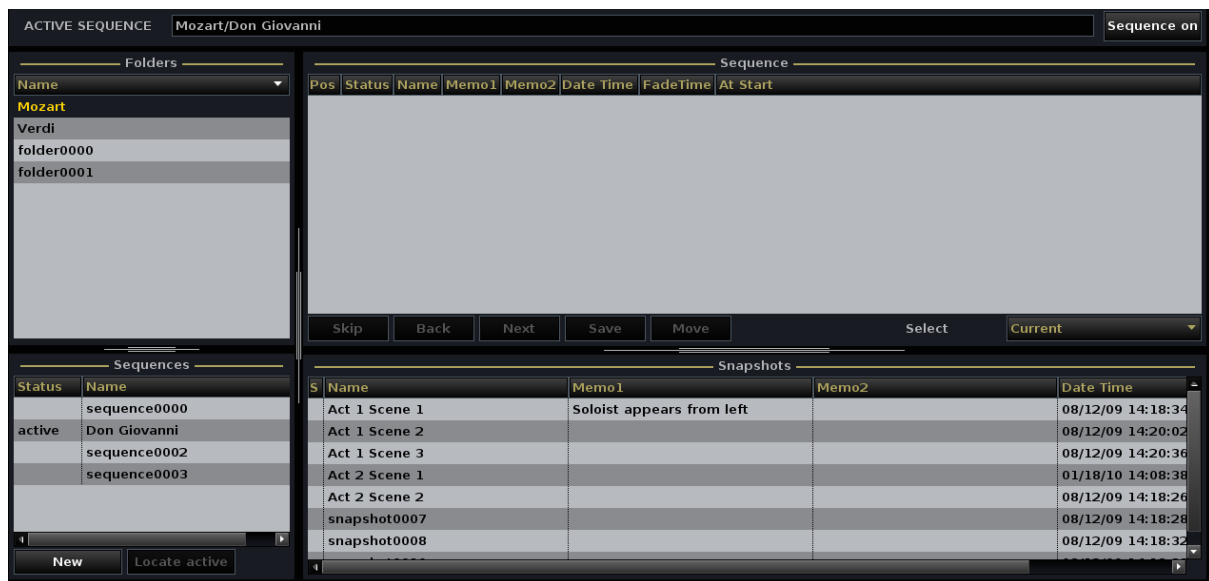 ACTIVE SEQUENCE Mozart/Don Giovanni Sequence on
Folders
Name
Mozart
Verdi
folder0000
folder0001
Sequence
Pos Status Name Memo1 Memo2 Date Time FadeTime At Start
Skip Back Next Save Move Select Current
Sequences
Status Name
sequence0000
active Don Giovanni
sequence0002
sequence0003
New Locate active
Snapshots
S Name Memo1 Memo2 Date Time
Act 1 Scene 1 Soloist appears from left 08/12/09 14:18:34
Act 1 Scene 2 08/12/09 14:20:02
Act 1 Scene 3 08/12/09 14:20:36
Act 2 Scene 1 01/18/10 14:08:38
Act 2 Scene 2 08/12/09 14:18:26
snapshot0007 08/12/09 14:18:28
snapshot0008 08/12/09 14:18:32